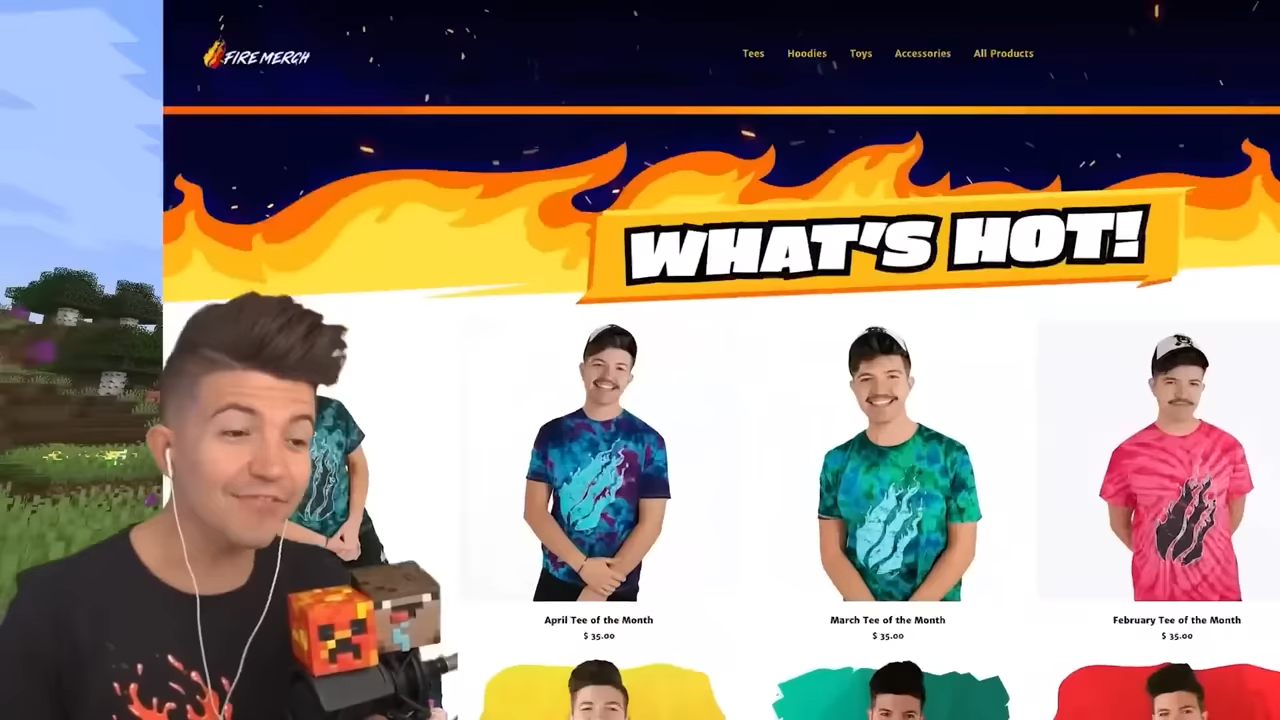 FIRE MERCH
Tees Hoodies Toys Accessories All Products
WHAT'S HOT!
April Tee of the Month
$ 35.00
March Tee of the Month
$ 35.00
February Tee of the Month
$ 35.00